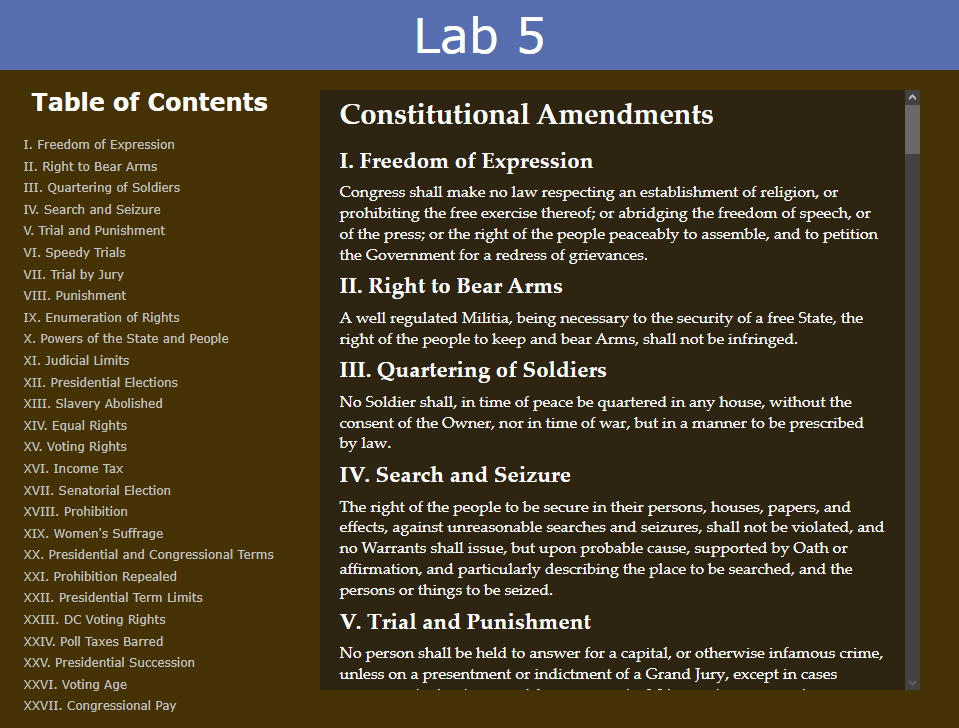 Lab 5
Table of Contents
I. Freedom of Expression
II. Right to Bear Arms
III. Quartering of Soldiers
IV. Search and Seizure
V. Trial and Punishment
VI. Speedy Trials
VII. Trial by Jury
VIII. Punishment
IX. Enumeration of Rights
X. Powers of the State and People
XI. Judicial Limits
XII. Presidential Elections
XIII. Slavery Abolished
XIV. Equal Rights
XV. Voting Rights
XVI. Income Tax
XVII. Senatorial Election
XVIII. Prohibition
XIX. Women's Suffrage
XX. Presidential and Congressional Terms
XXI. Prohibition Repealed
XXII. Presidential Term Limits
XXIII. DC Voting Rights
XXIV. Poll Taxes Barred
XXV. Presidential Succession
XXVI. Voting Age
XXVII. Congressional Pay
Constitutional Amendments
I. Freedom of Expression
Congress shall make no law respecting an establishment of religion, or
prohibiting the free exercise thereof; or abridging the freedom of speech, or
of the press; or the right of the people peaceably to assemble, and to petition
the Government for a redress of grievances.
II. Right to Bear Arms
A well regulated Militia, being necessary to the security of a free State, the
right of the people to keep and bear Arms, shall not be infringed.
III. Quartering of Soldiers
No Soldier shall, in time of peace be quartered in any house, without the
consent of the Owner, nor in time of war, but in a manner to be prescribed
by law.
IV. Search and Seizure
The right of the people to be secure in their persons, houses, papers, and
effects, against unreasonable searches and seizures, shall not be violated, and
no Warrants shall issue, but upon probable cause, supported by Oath or
affirmation, and particularly describing the place to be searched, and the
persons or things to be seized.
V. Trial and Punishment
No person shall be held to answer for a capital, or otherwise infamous crime,
unless on a presentment or indictment of a Grand Jury, except in cases